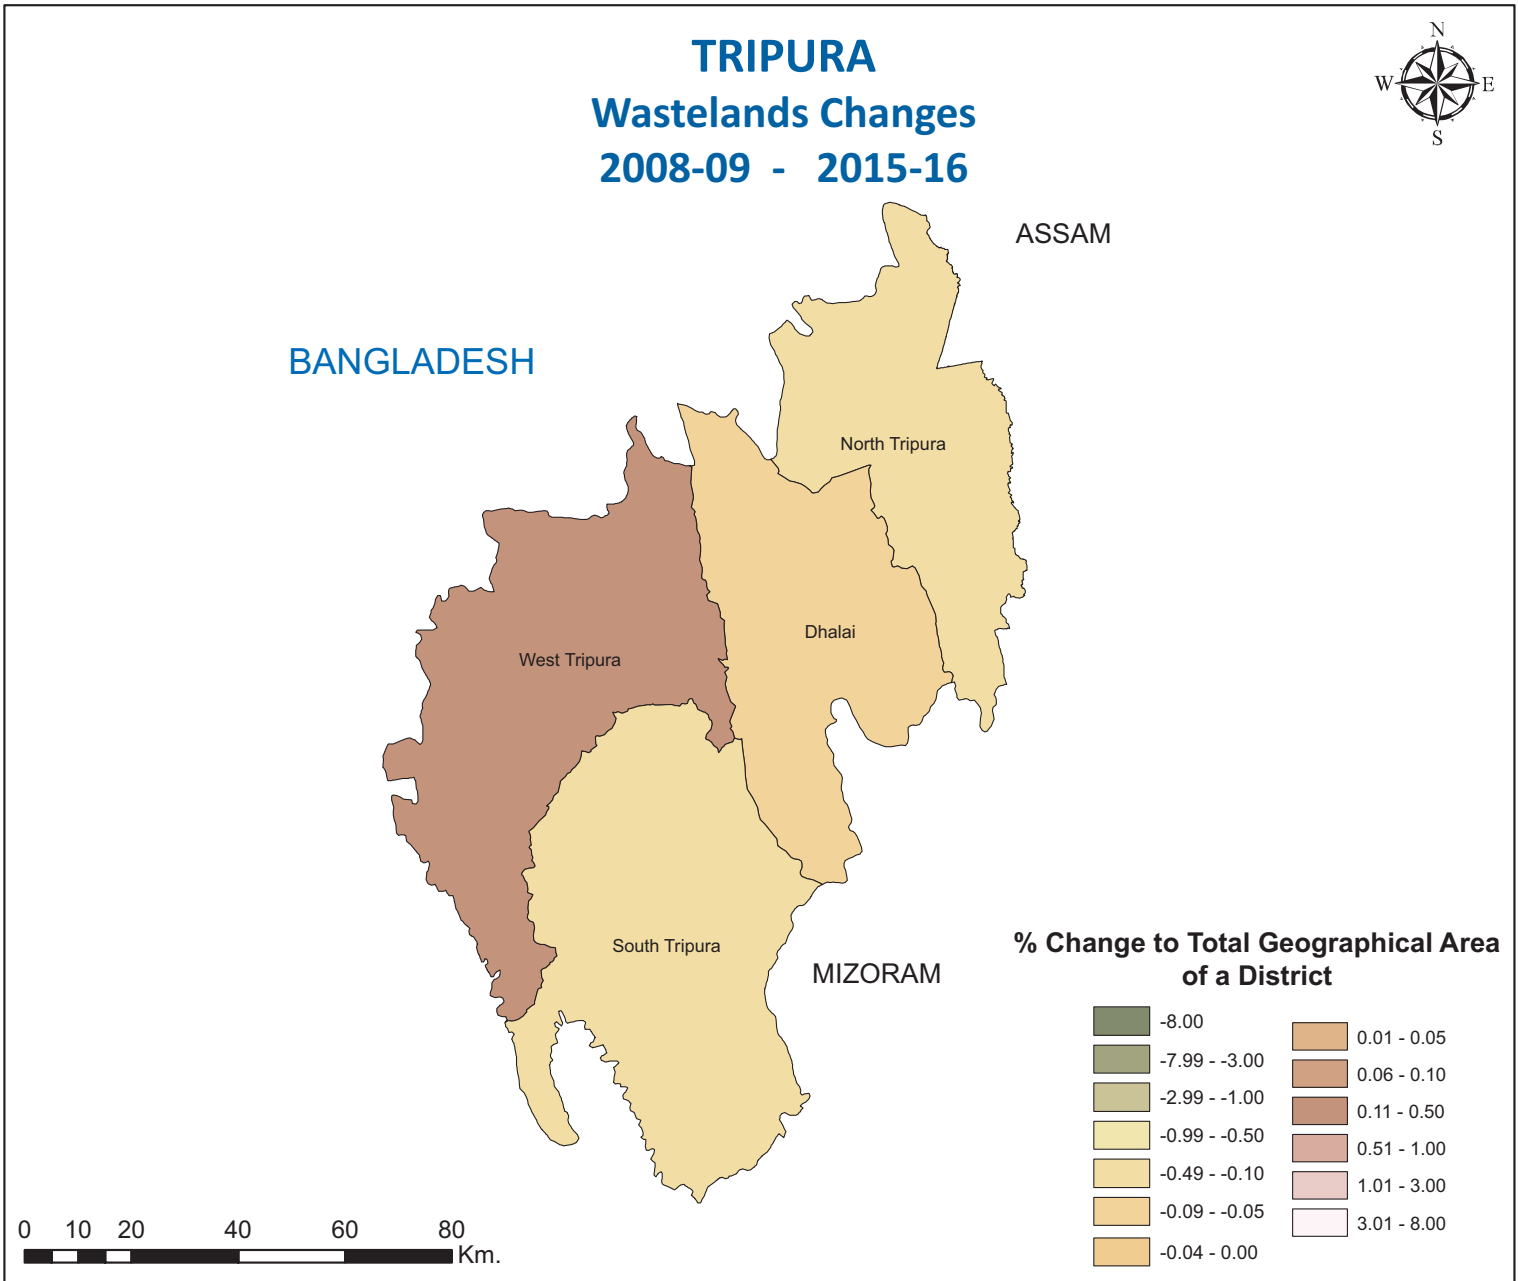 TRIPURA
Wastelands Changes
2008-09 - 2015-16
N
W E
S
ASSAM
BANGLADESH
North Tripura
Dhalai
West Tripura
South Tripura
MIZORAM
% Change to Total Geographical Area
of a District
-8.00
-7.99 - -3.00
-2.99 - -1.00
-0.99 - -0.50
-0.49 - -0.10
-0.09 - -0.05
-0.04 - 0.00
0.01 - 0.05
0.06 - 0.10
0.11 - 0.50
0.51 - 1.00
1.01 - 3.00
3.01 - 8.00
0 10 20 40 60 80
Km.